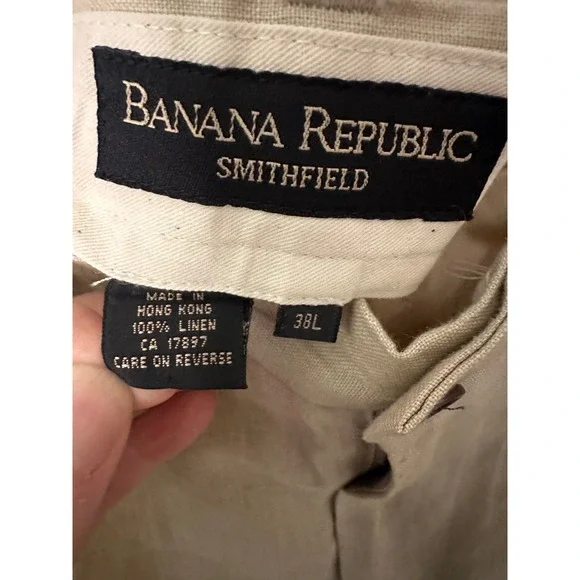 BANANA REPUBLIC
SMITHFIELD
MADE IN
HONG KONG
100% LINEN
CA 17897
CARE ON REVERSE
38L